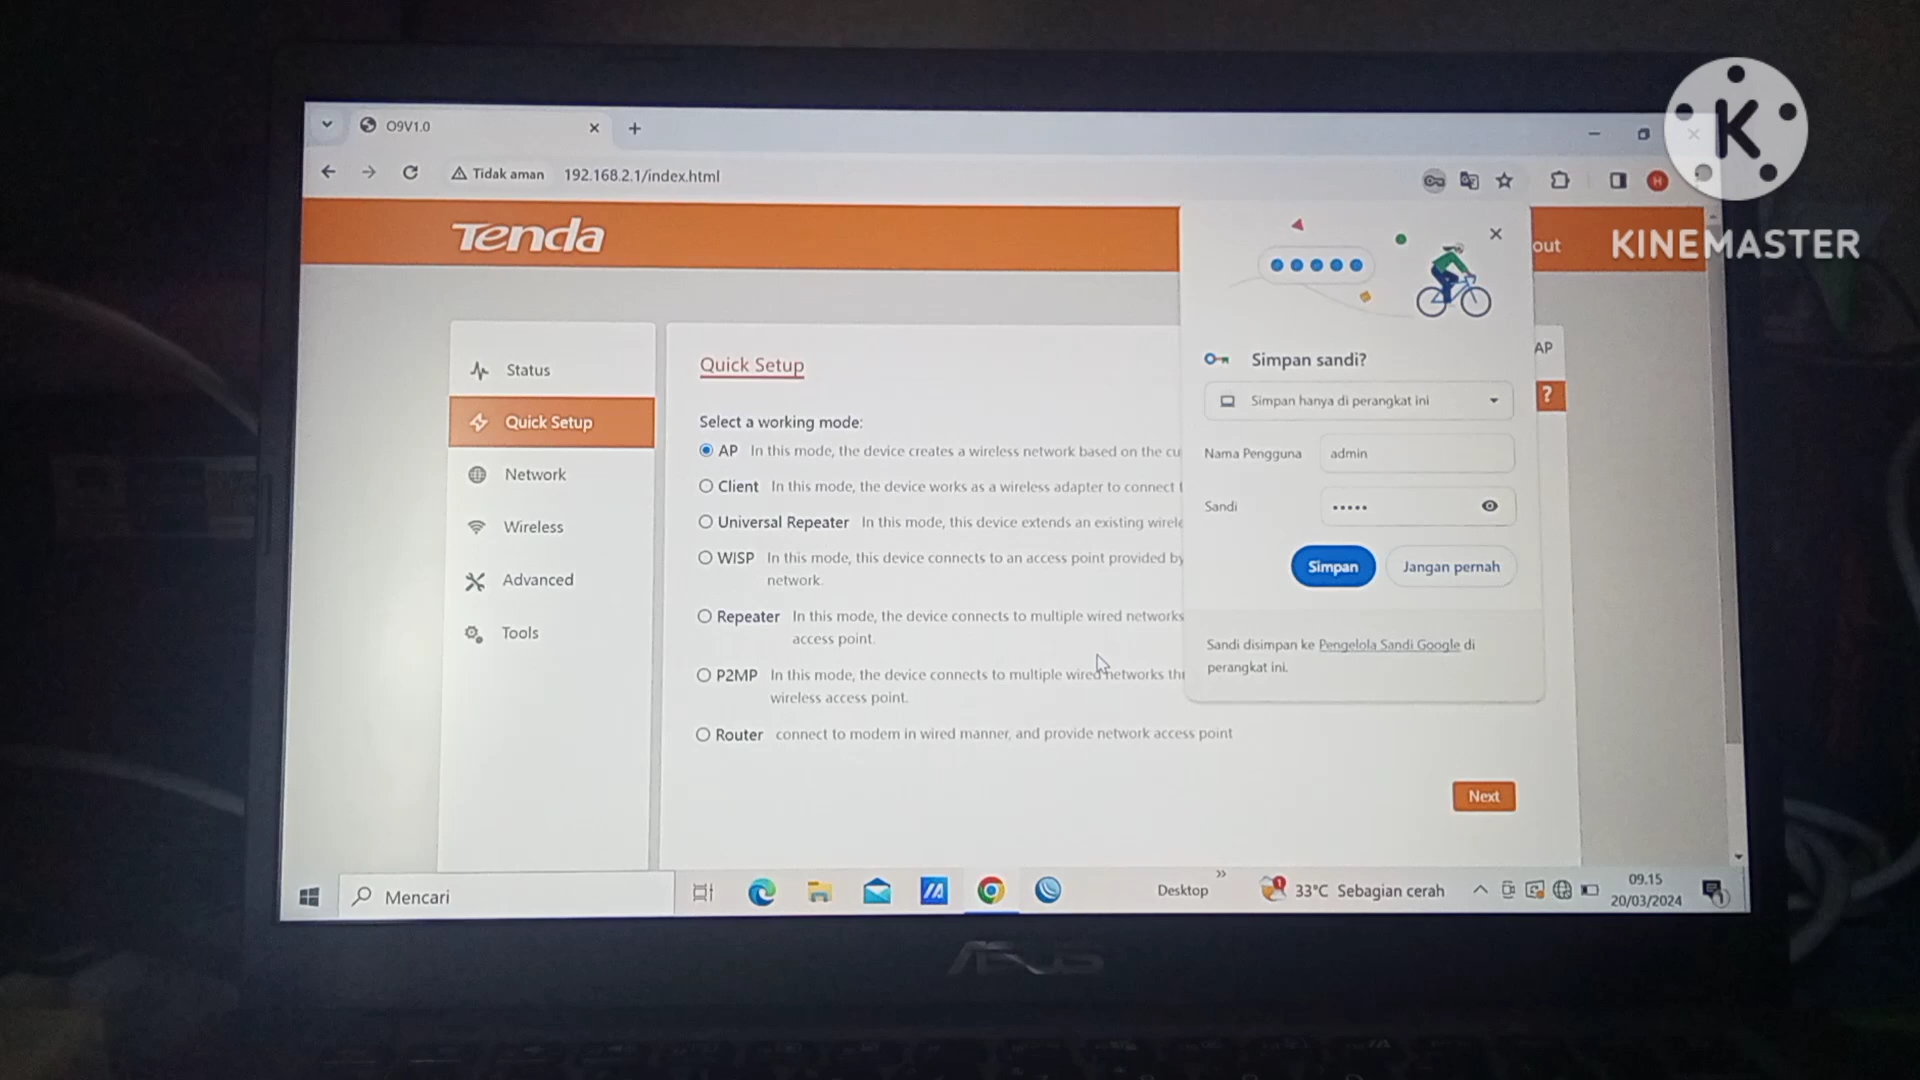 O9V1.0
Tidak aman 192.168.2.1/index.html
H
K
KINEMASTER
Tenda
out
Status
Quick Setup
Network
Wireless
Advanced
Tools
Quick Setup
Select a working mode:
AP In this mode, the device creates a wireless network based on the cu
Client In this mode, the device works as a wireless adapter to connect
Universal Repeater In this mode, this device extends an existing
WISP In this mode, this device connects to an access point provided by
network.
Repeater In this mode, the device connects to multiple wired networks
access point.
P2MP In this mode, the device connects to multiple wired networks
wireless access point.
Router connect to modem in wired manner, and provide network access point
Next
AP
?
Simpan sandi?
Simpan hanya di perangkat ini
Nama Pengguna admin
Sandi •••••
Simpan Jangan pernah
Sandi disimpan ke Pengelola Sandi Google di
perangkat ini.
Mencari
Desktop
33°C Sebagian cerah
09.15
20/03/2024
1
ASUS